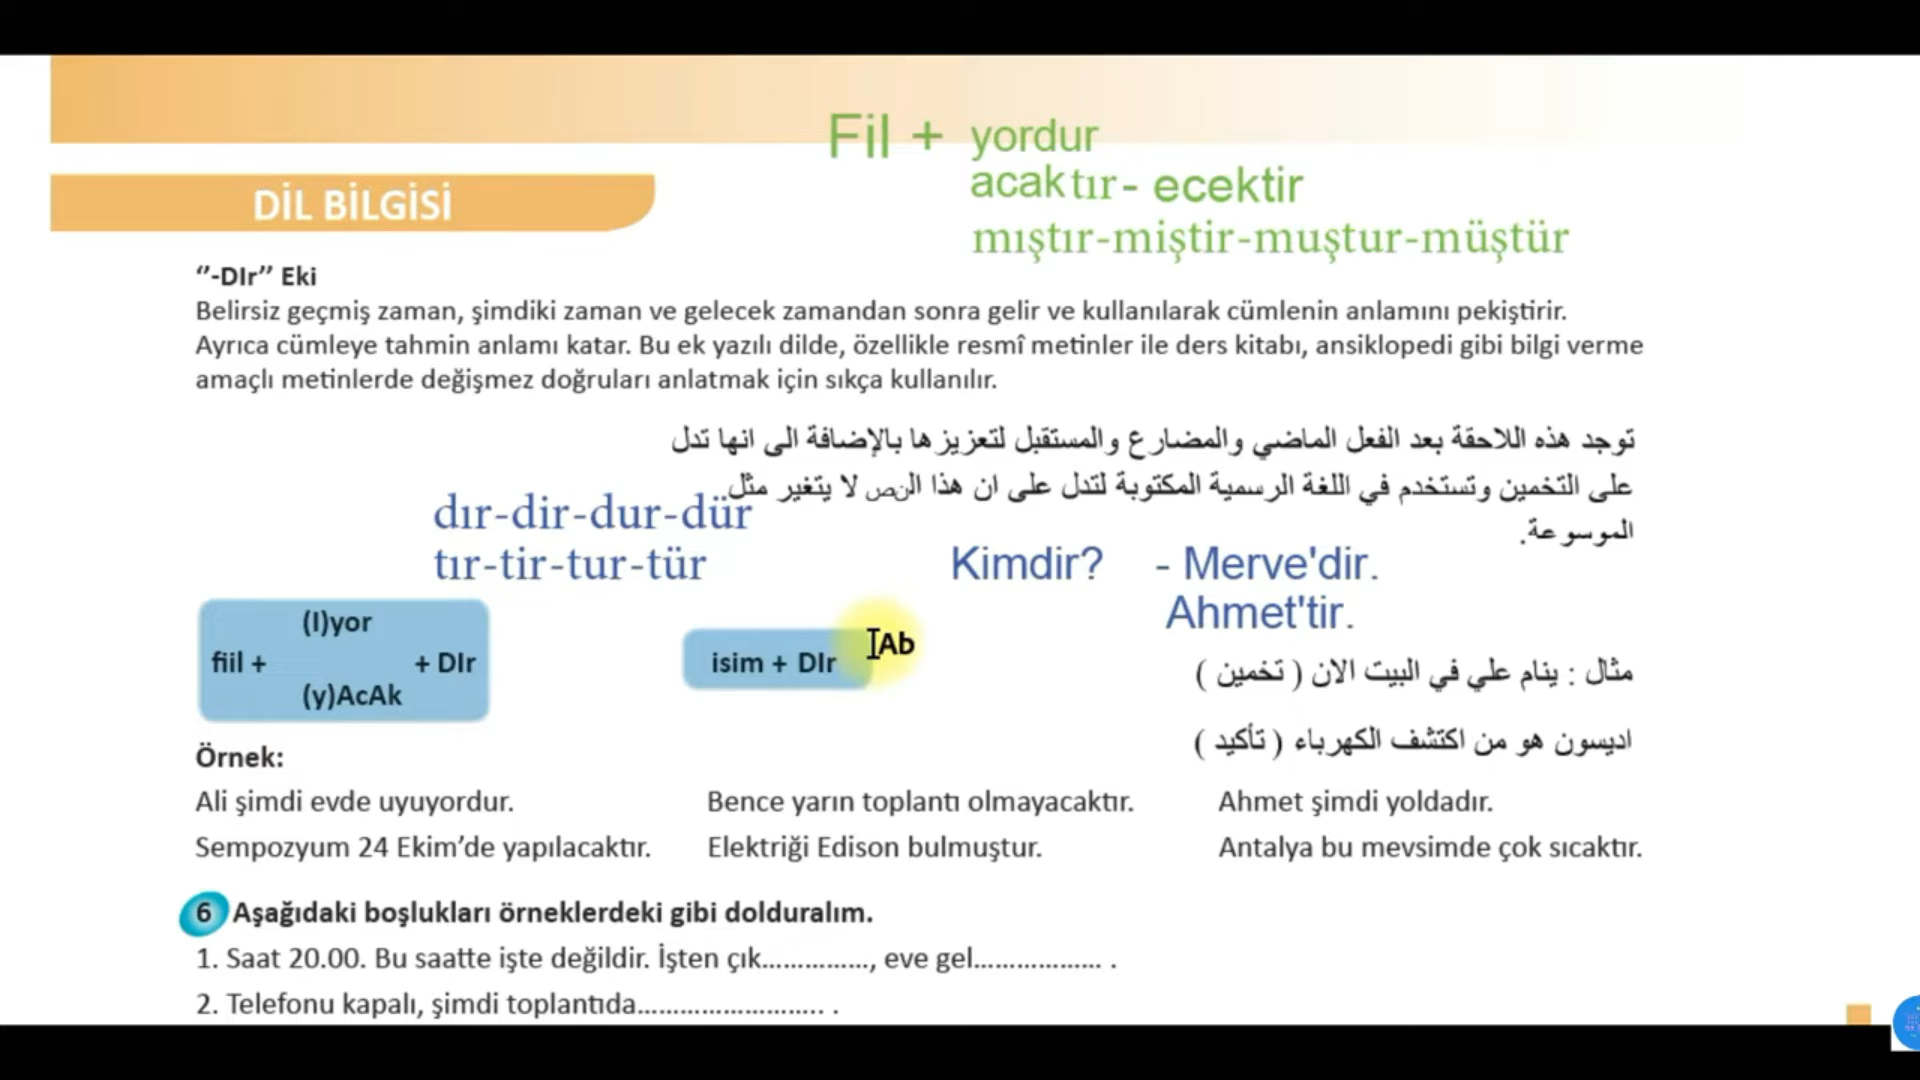 Fil + yordur
acaktır- ecektir
mıştır-miştir-muştur-müştür
DİL BİLGİSİ
“-DIr” Eki
Belirsiz geçmiş zaman, şimdiki zaman ve gelecek zamandan sonra gelir ve kullanılarak cümlenin anlamını pekiştirir.
Ayrıca cümleye tahmin anlamı katar. Bu ek yazılı dilde, özellikle resmî metinler ile ders kitabı, ansiklopedi gibi bilgi verme
amaçlı metinlerde değişmez doğruları anlatmak için sıkça kullanılır.
توجد هذه اللاحقة بعد الفعل الماضي والمضارع والمستقبل لتعزيزها بالإضافة الى انها تدل
على التخمين وتستخدم في اللغة الرسمية المكتوبة لتدل على ان هذا النص لا يتغير مثل
الموسوعة.
dır-dir-dur-dür
tır-tir-tur-tür
Kimdir? - Merve'dir.
Ahmet'tir.
(I)yor
fiil + + DIr
(y)AcAk
isim + DIr
Ab
مثال : ينام علي في البيت الان ( تخمين )
اديسون هو من اكتشف الكهرباء ( تأكيد )
Örnek:
Ali şimdi evde uyuyordur. Bence yarın toplantı olmayacaktır. Ahmet şimdi yoldadır.
Sempozyum 24 Ekim’de yapılacaktır. Elektriği Edison bulmuştur. Antalya bu mevsimde çok sıcaktır.
6 Aşağıdaki boşlukları örneklerdeki gibi dolduralım.
1. Saat 20.00. Bu saatte işte değildir. İşten çık..............., eve gel.................. .
2. Telefonu kapalı, şimdi toplantıda.......................... .